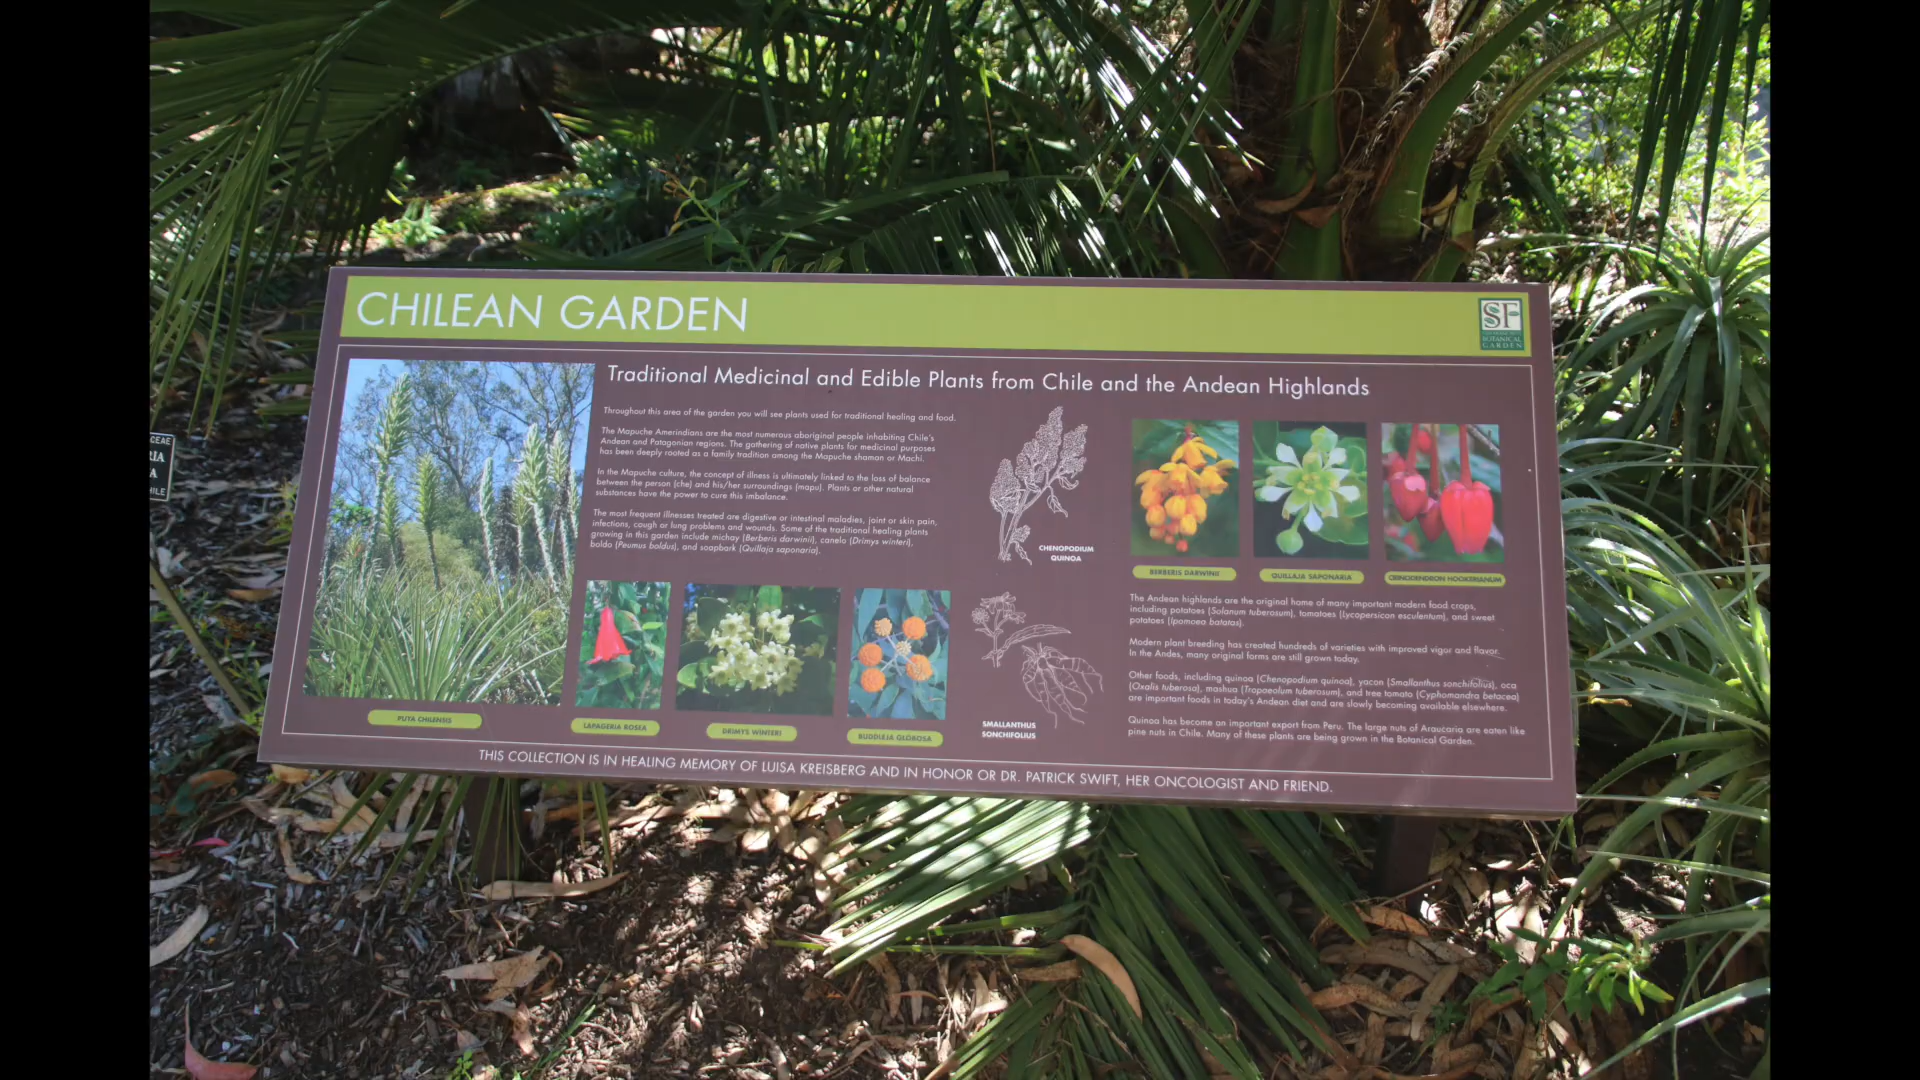 CHILEAN GARDEN
SF
BOTANICAL
GARDEN
Traditional Medicinal and Edible Plants from Chile and the Andean Highlands
Throughout this area of the garden you will see plants used for traditional healing and food.
The Mapuche Amerindians are the most numerous aboriginal people inhabiting Chile's
Andean and Patagonian regions. The gathering of native plants for medicinal purposes
has been deeply rooted as a family tradition among the Mapuche shaman or Machi.
In the Mapuche culture, the concept of illness is ultimately linked to the loss of balance
between the person (che) and his/her surroundings (mapu). Plants or other natural
substances have the power to cure this imbalance.
The most frequent illnesses treated are digestive or intestinal maladies, joint or skin pain,
infections, cough or lung problems and wounds. Some of the traditional healing plants
growing in this garden include michay (Berberis darwinii), canelo (Drimys winteri),
boldo (Peumus boldus), and soapbark (Quillaja saponaria).
PUYA CHILENSIS
LAPAGERIA ROSEA
DRIMYS WINTERI
BUDDLEJA GLOBOSA
CHENOPODIUM
QUINOA
SMALLANTHUS
SONCHIFOLIUS
BERBERIS DARWINII
QUILLAJA SAPONARIA
CRINODENDRON HOOKERIANUM
The Andean highlands are the original home of many important modern food crops,
including potatoes (Solanum tuberosum), tomatoes (Lycopersican esculentum), and sweet
potatoes (Ipomoea batatas).
Modern plant breeding has created hundreds of varieties with improved vigor and flavor.
In the Andes, many original forms are still grown today.
Other foods, including quinoa (Chenopodium quinoa), yacon (Smallanthus sonchifolius), oca
(Oxalis tuberosa), mashua (Tropaeolum tuberosum), and tree tomato (Cyphomandra betacea)
are important foods in today's Andean diet and are slowly becoming available elsewhere.
Quinoa has become an important export from Peru. The large nuts of Araucaria are eaten like
pine nuts in Chile. Many of these plants are being grown in the Botanical Garden.
THIS COLLECTION IS IN HEALING MEMORY OF LUISA KREISBERG AND IN HONOR OR DR. PATRICK SWIFT, HER ONCOLOGIST AND FRIEND.
CEAE
RIA
A
HILE